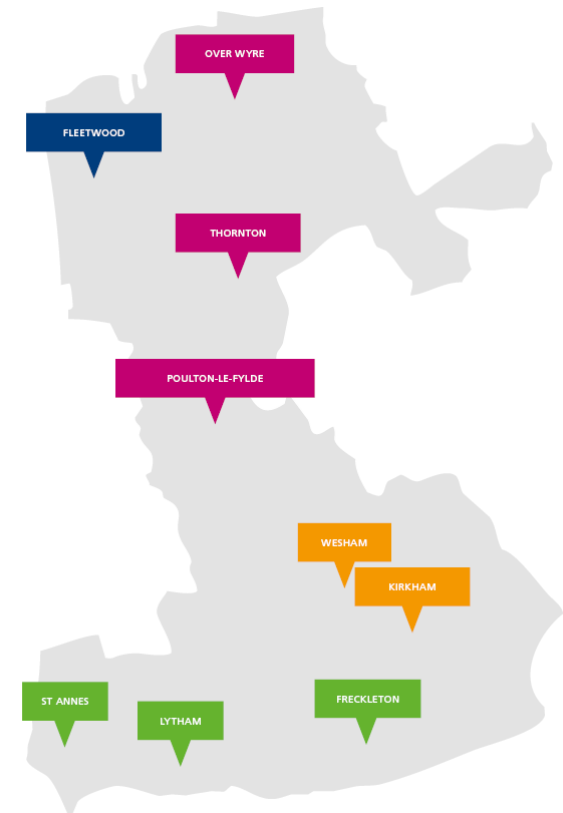 OVER WYRE
FLEETWOOD
THORNTON
POULTON-LE-FYLDE
WESHAM
KIRKHAM
ST ANNES
LYTHAM
FRECKLETON